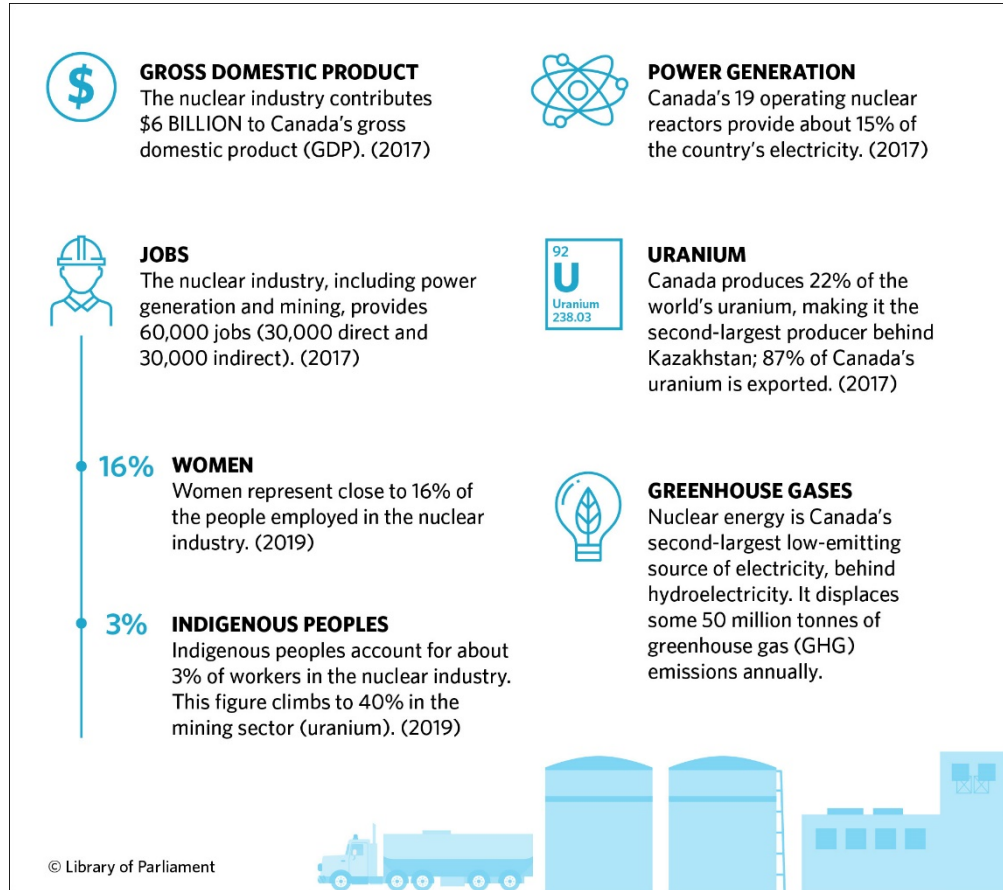 $
GROSS DOMESTIC PRODUCT
The nuclear industry contributes
$6 BILLION to Canada's gross
domestic product (GDP). (2017)
JOBS
The nuclear industry, including power
generation and mining, provides
60,000 jobs (30,000 direct and
30,000 indirect). (2017)
16% WOMEN
Women represent close to 16% of
the people employed in the nuclear
industry. (2019)
3% INDIGENOUS PEOPLES
Indigenous peoples account for about
3% of workers in the nuclear industry.
This figure climbs to 40% in the
mining sector (uranium). (2019)
POWER GENERATION
Canada's 19 operating nuclear
reactors provide about 15% of
the country's electricity. (2017)
92
U
Uranium
238.03
URANIUM
Canada produces 22% of the
world's uranium, making it the
second-largest producer behind
Kazakhstan; 87% of Canada's
uranium is exported. (2017)
GREENHOUSE GASES
Nuclear energy is Canada's
second-largest low-emitting
source of electricity, behind
hydroelectricity. It displaces
some 50 million tonnes of
greenhouse gas (GHG)
emissions annually.
© Library of Parliament